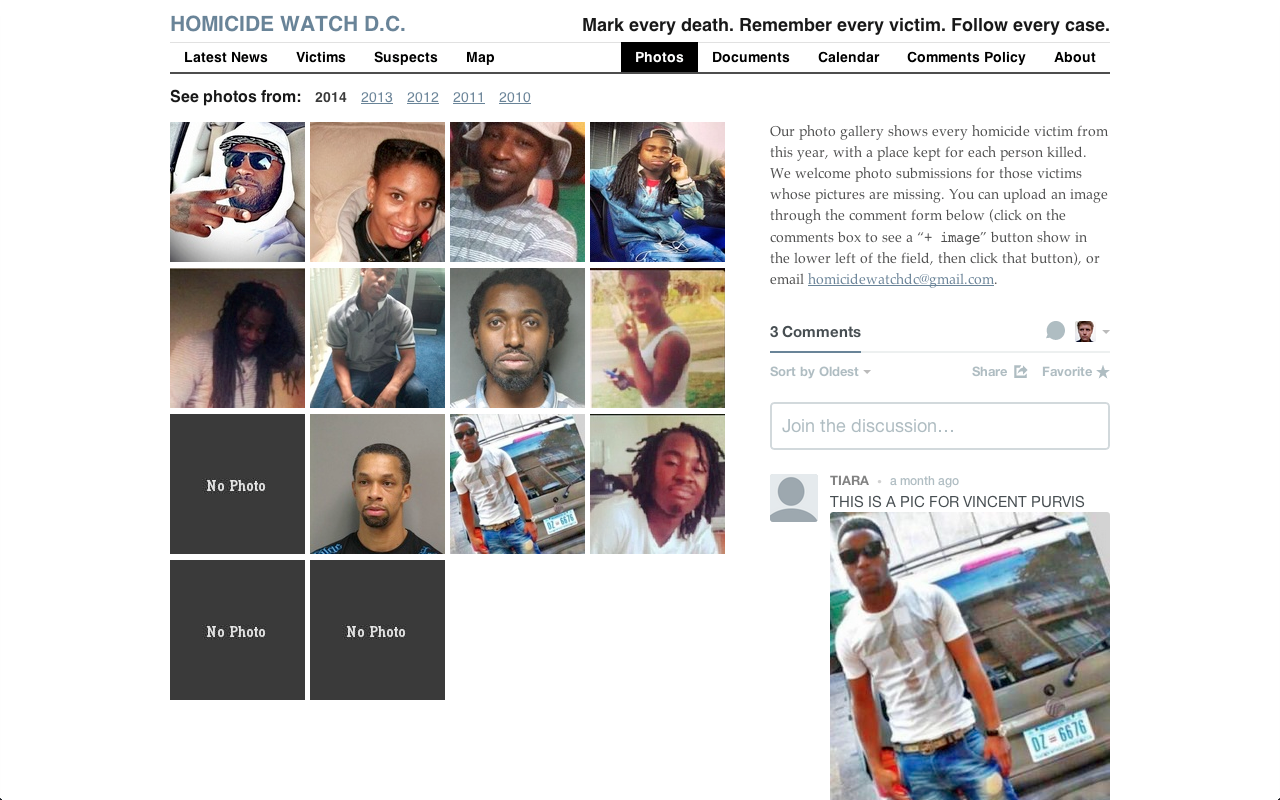 HOMICIDE WATCH D.C.
Mark every death. Remember every victim. Follow every case.
Latest News Victims Suspects Map Photos Documents Calendar Comments Policy About
See photos from: 2014 2013 2012 2011 2010
Our photo gallery shows every homicide victim from
this year, with a place kept for each person killed.
We welcome photo submissions for those victims
whose pictures are missing. You can upload an image
through the comment form below (click on the
comments box to see a “+ image” button show in
the lower left of the field, then click that button), or
email homicidewatchdc@gmail.com.
3 Comments
Sort by Oldest Share Favorite
Join the discussion…
TIARA • a month ago
THIS IS A PIC FOR VINCENT PURVIS
DZ 6676
No Photo
DZ 6676
No Photo
No Photo